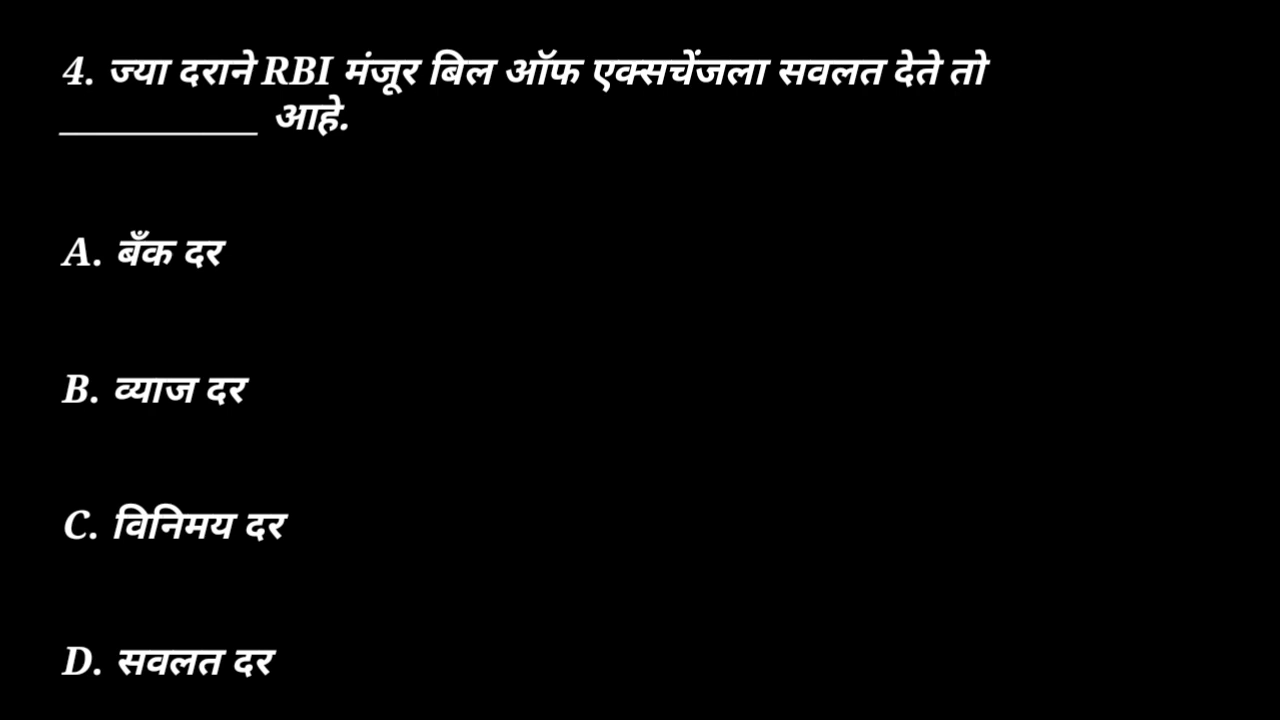 4. ज्या दराने RBI मंजूर बिल ऑफ एक्सचेंजला सवलत देते तो
__________ आहे.
A. बँक दर
B. व्याज दर
C. विनिमय दर
D. सवलत दर